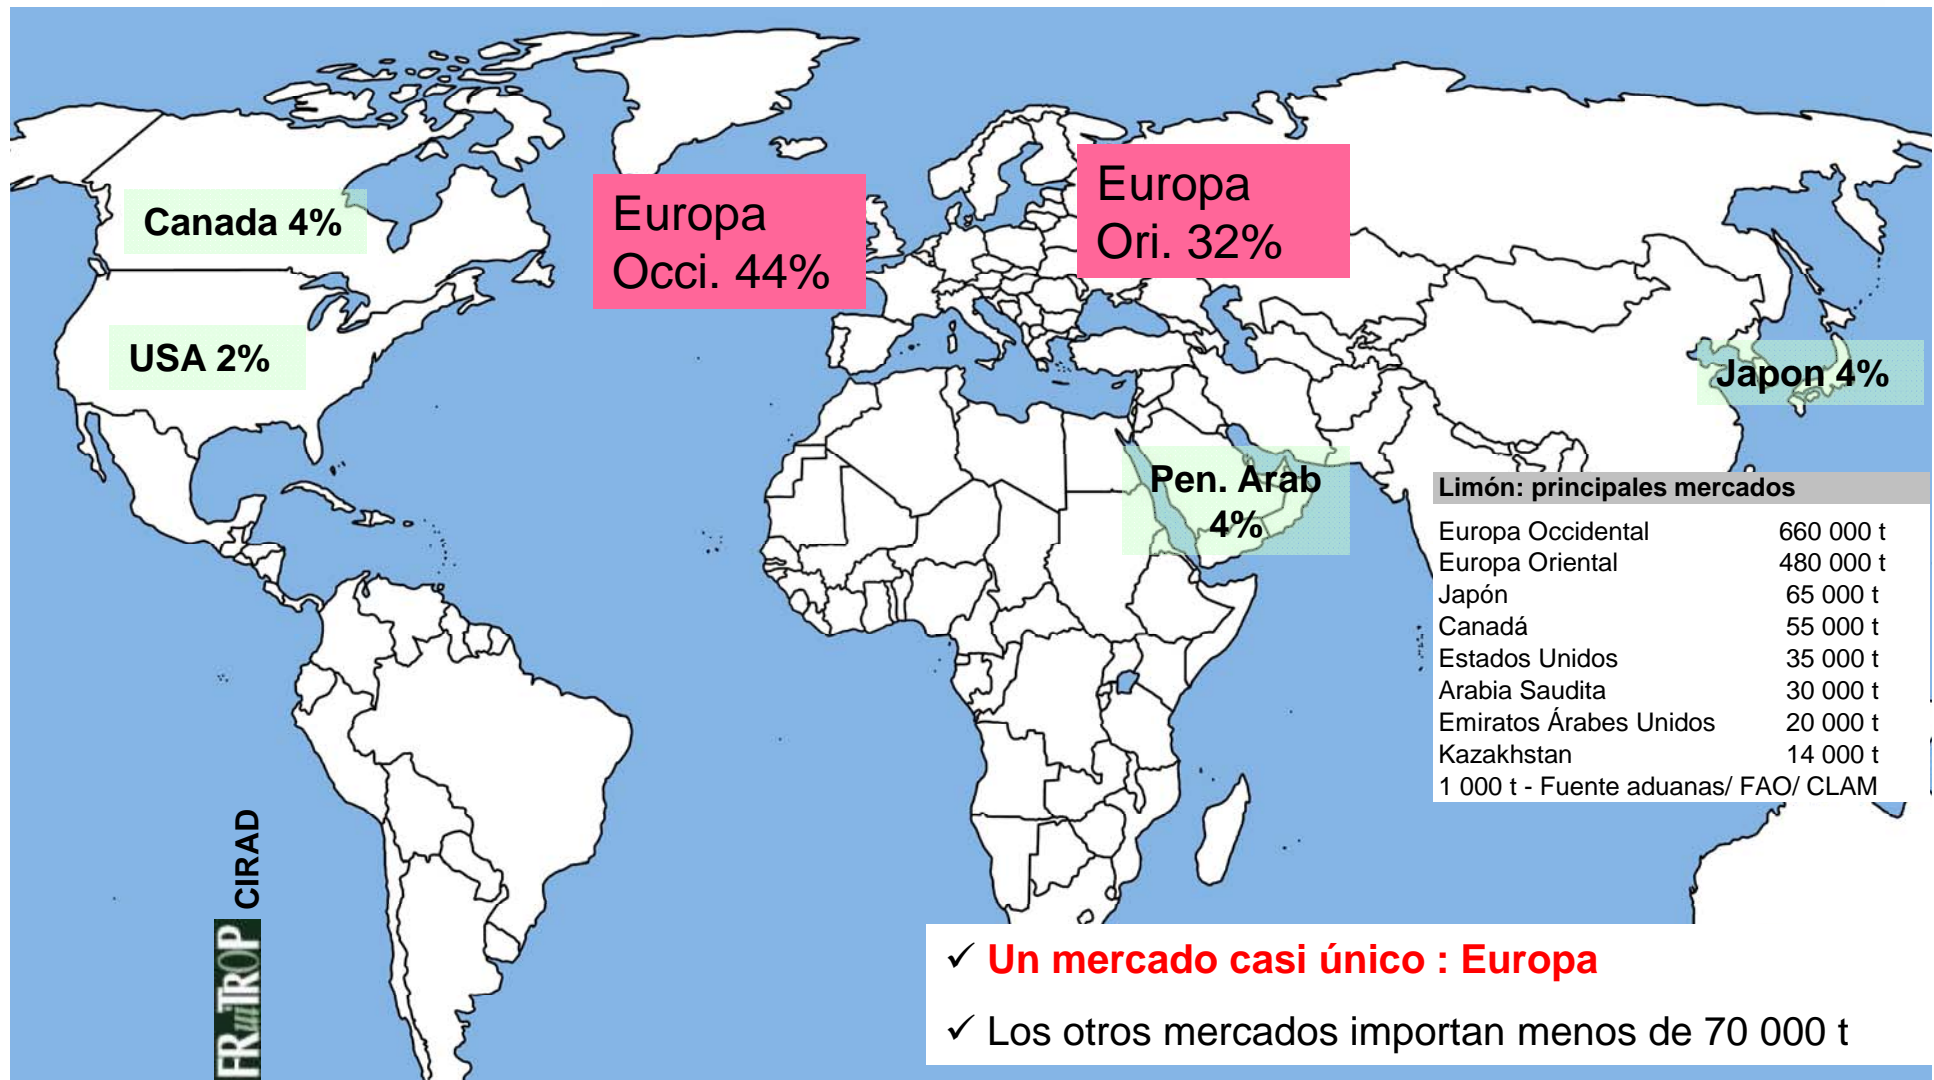 Canada 4%
USA 2%
Europa
Occi. 44%
Europa
Ori. 32%
Japon 4%
Pen. Arab
4%
Limón: principales mercados
Europa Occidental 660 000 t
Europa Oriental 480 000 t
Japón 65 000 t
Canadá 55 000 t
Estados Unidos 35 000 t
Arabia Saudita 30 000 t
Emiratos Árabes Unidos 20 000 t
Kazakhstan 14 000 t
1 000 t - Fuente aduanas/ FAO/ CLAM
FRuiTROP CIRAD
✓ Un mercado casi único : Europa
✓ Los otros mercados importan menos de 70 000 t